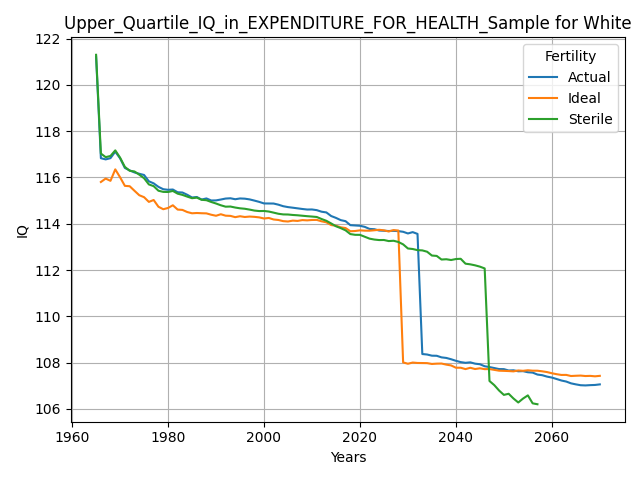 Upper_Quartile_IQ_in_EXPENDITURE_FOR_HEALTH_Sample for White
122
120
118
116
114
112
110
108
106
IQ
Fertility
Actual
Ideal
Sterile
1960
1980
2000
2020
2040
2060
Years